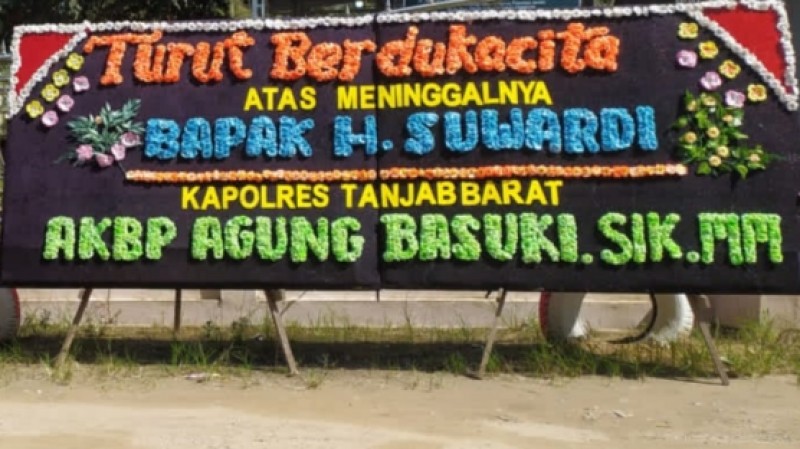 Turut Berdukacita
ATAS MENINGGALNYA
BAPAK H. SUWARDI
KAPOLRES TANJAB BARAT
AKBP AGUNG BASUKI. SIK. MM